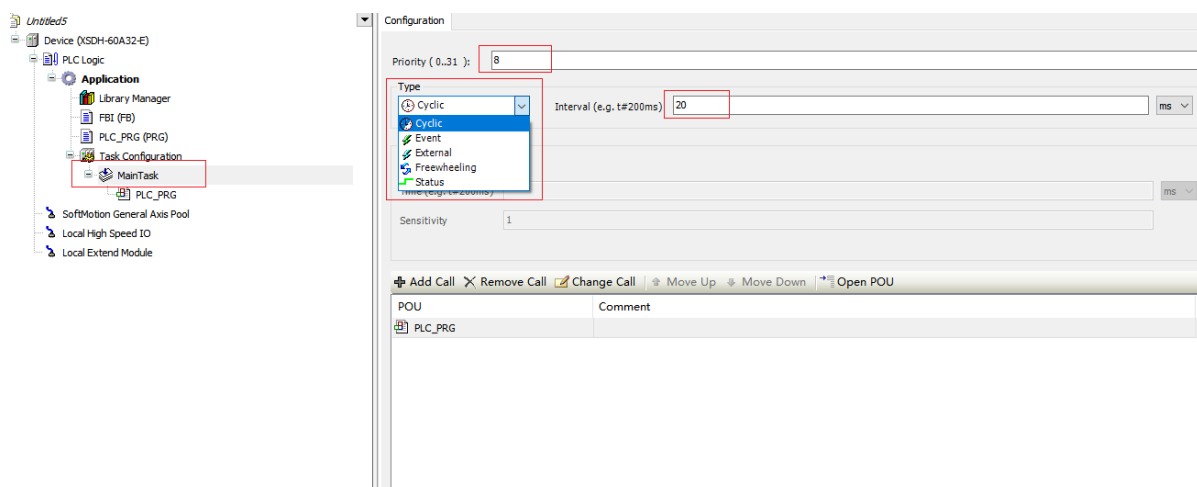 Untitled5
Device (XSDH-60A32-E)
PLC Logic
Application
Library Manager
FBI (FB)
PLC_PRG (PRG)
Task Configuration
MainTask
PLC_PRG
SoftMotion General Axis Pool
Local High Speed IO
Local Extend Module
Configuration
Priority ( 0..31 ): 8
Type
Cyclic Interval (e.g. t#200ms) 20 ms
Cyclic
Event
External
Freewheeling
Status
Time (e.g. t#200ms) ms
Sensitivity 1
Add Call Remove Call Change Call Move Up Move Down Open POU
POU Comment
PLC_PRG